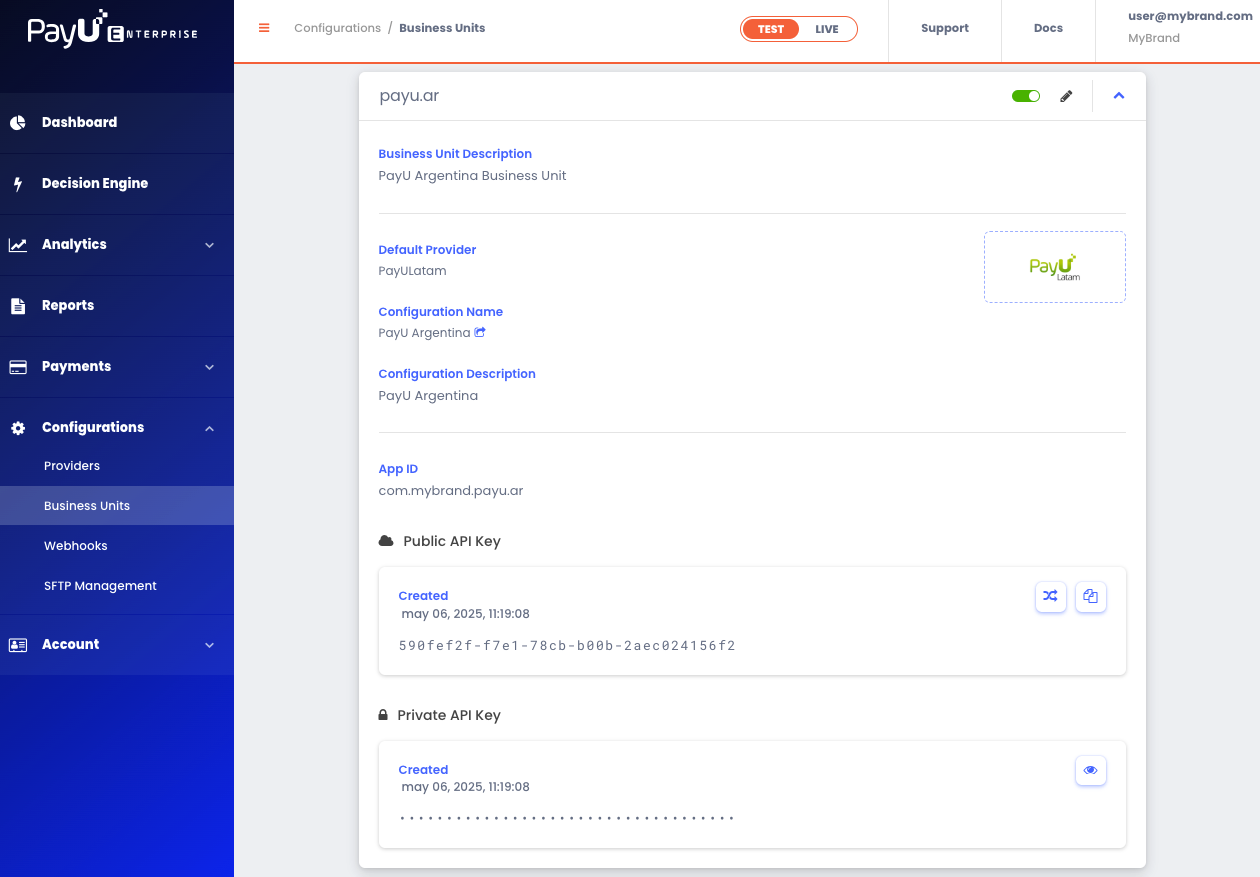 PayU ENTERPRISE
Configurations / Business Units
TEST LIVE
Support
Docs
user@mybrand.com
MyBrand
Dashboard
Decision Engine
Analytics
Reports
Payments
Configurations
Providers
Business Units
Webhooks
SFTP Management
Account
payu.ar
Business Unit Description
PayU Argentina Business Unit
Default Provider
PayULatam
PayU
Latam
Configuration Name
PayU Argentina
Configuration Description
PayU Argentina
App ID
com.mybrand.payu.ar
Public API Key
Created
may 06, 2025, 11:19:08
590fef2f-f7e1-78cb-b00b-2aec024156f2
Private API Key
Created
may 06, 2025, 11:19:08
••••••••••••••••••••••••••••••••••••